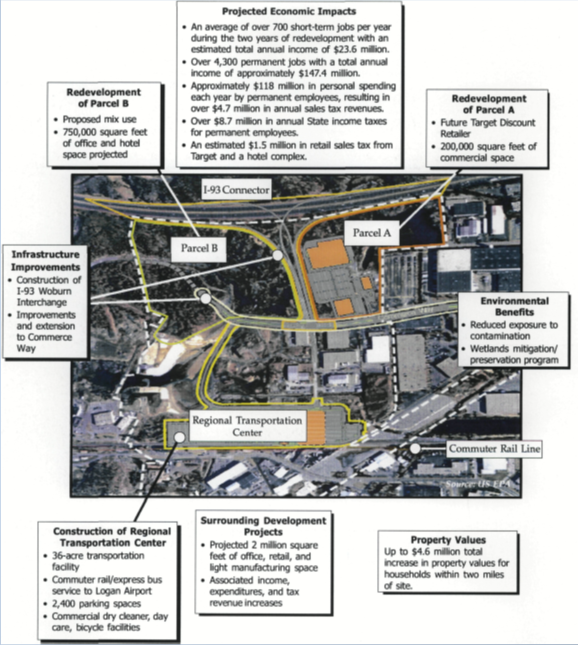 Projected Economic Impacts
• An average of over 700 short-term jobs per year
during the two years of redevelopment with an
estimated total annual income of $23.6 million.
• Over 4,300 permanent jobs with a total annual
income of approximately $147.4 million.
• Approximately $118 million in personal spending
each year by permanent employees, resulting in
over $4.7 million in annual sales tax revenues.
• Over $8.7 million in annual State income taxes
for permanent employees.
• An estimated $1.5 million in retail sales tax from
Target and a hotel complex.
Redevelopment
of Parcel B
• Proposed mix use
• 750,000 square feet
of office and hotel
space projected
Redevelopment
of Parcel A
• Future Target Discount
Retailer
• 200,000 square feet of
commercial space
I-93 Connector
Parcel B
Parcel A
Infrastructure
Improvements
• Construction of
I-93 Woburn
Interchange
• Improvements
and extension
to Commerce
Way
Environmental
Benefits
• Reduced exposure to
contamination
• Wetlands mitigation/
preservation program
Regional Transportation
Center
Commuter Rail Line
Source: US EPA
Construction of Regional
Transportation Center
• 36-acre transportation
facility
• Commuter rail/express bus
service to Logan Airport
• 2,400 parking spaces
• Commercial dry cleaner, day
care, bicycle facilities
Surrounding Development
Projects
• Projected 2 million square
feet of office, retail, and
light manufacturing space
• Associated income,
expenditures, and tax
revenue increases
Property Values
Up to $4.6 million total
increase in property values for
households within two miles
of site.